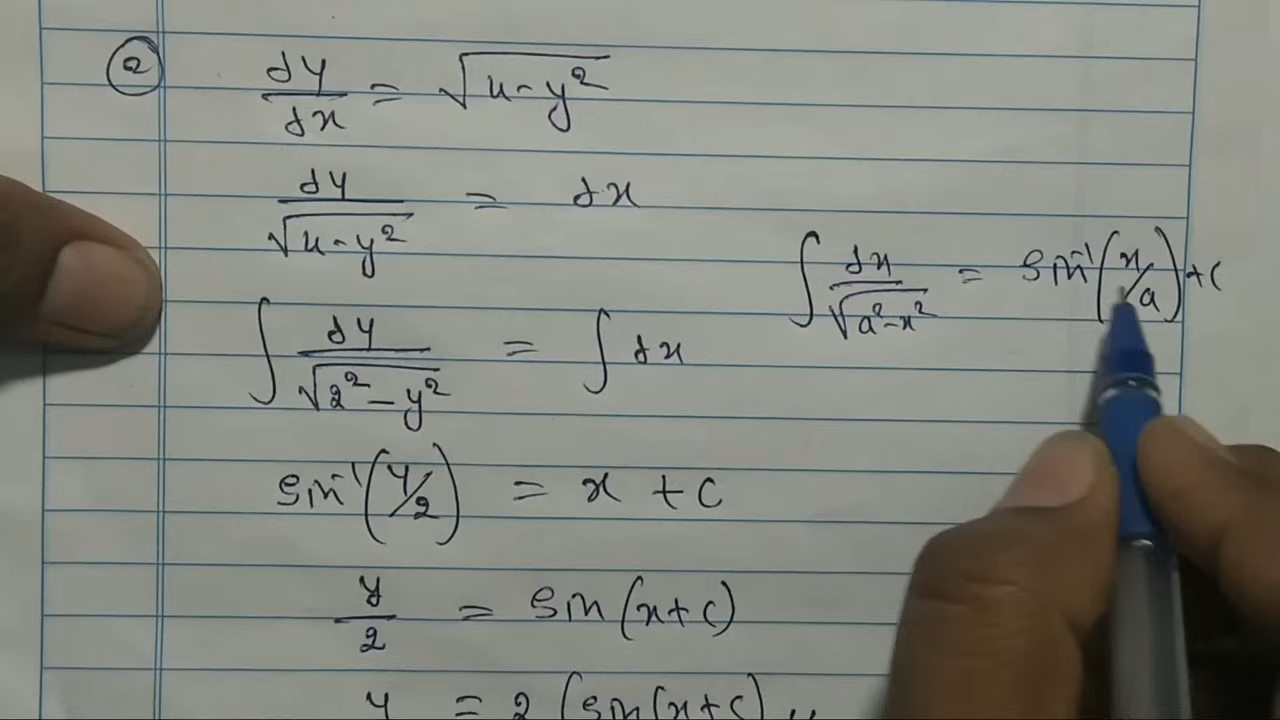 ② dy/dx = √(4-y²)
dy/√(4-y²) = dx
∫ dx/√(a²-x²) = sin⁻¹(x/a) + c
∫ dy/√(2²-y²) = ∫ dx
sin⁻¹(y/2) = x + c
y/2 = sin(x+c)
y = 2 (sin(x+c)) ,,